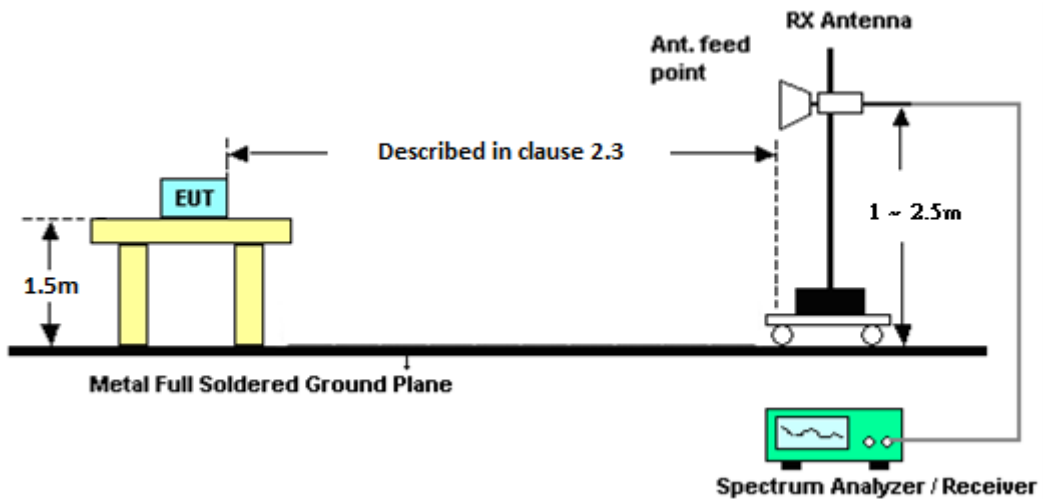 RX Antenna
Ant. feed
point
Described in clause 2.3
EUT
1 ~ 2.5m
1.5m
Metal Full Soldered Ground Plane
Spectrum Analyzer / Receiver